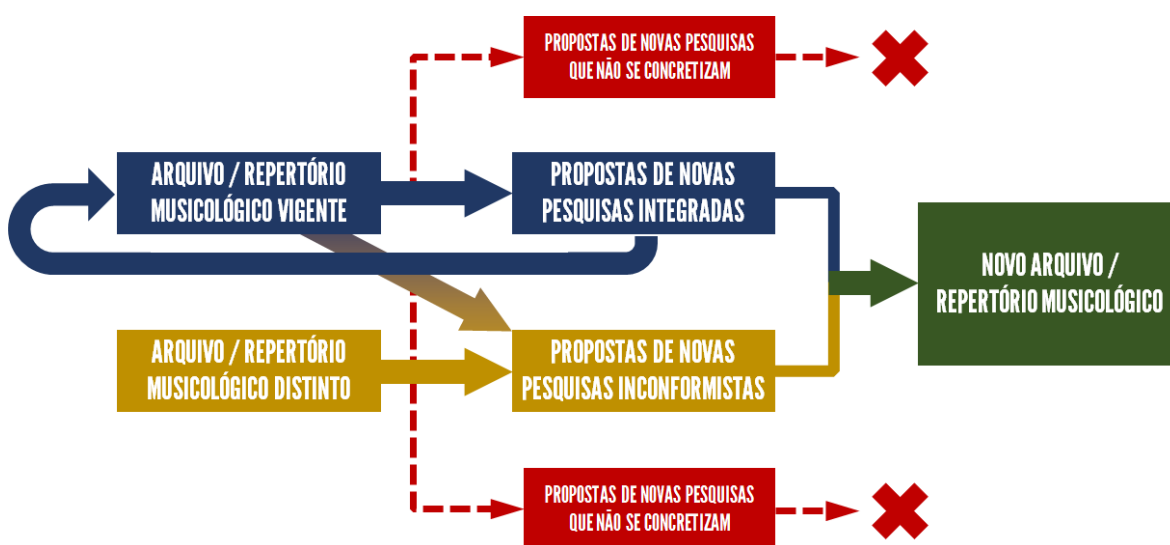 PROPOSTAS DE NOVAS PESQUISAS
QUE NÃO SE CONCRETIZAM
ARQUIVO / REPERTÓRIO
MUSICOLÓGICO VIGENTE
PROPOSTAS DE NOVAS
PESQUISAS INTEGRADAS
NOVO ARQUIVO /
REPERTÓRIO MUSICOLÓGICO
ARQUIVO / REPERTÓRIO
MUSICOLÓGICO DISTINTO
PROPOSTAS DE NOVAS
PESQUISAS INCONFORMISTAS
PROPOSTAS DE NOVAS PESQUISAS
QUE NÃO SE CONCRETIZAM